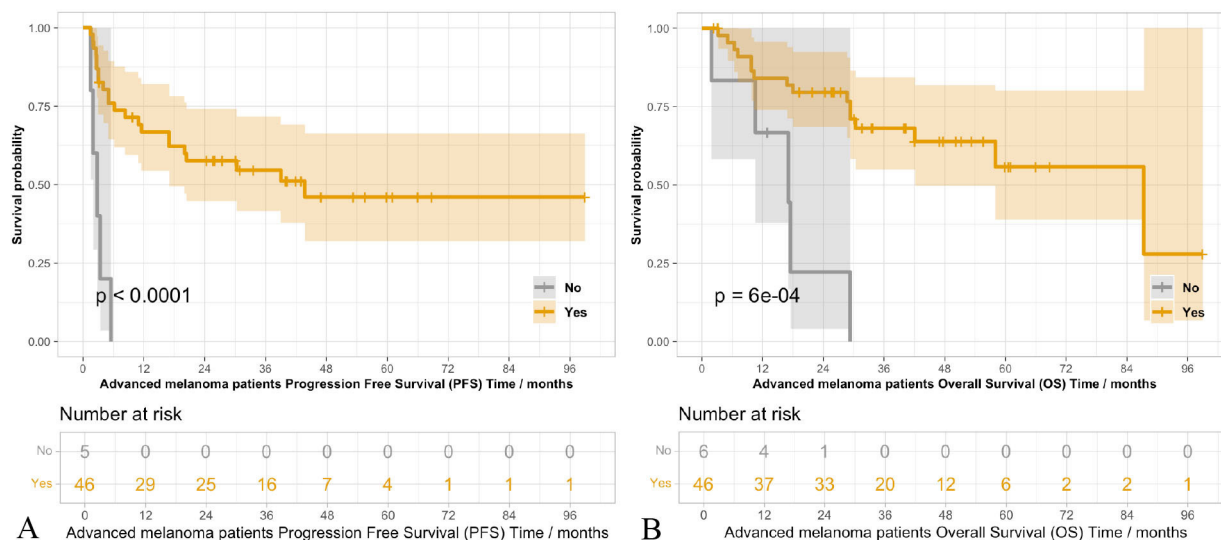 1.00
0.75
0.50
0.25
0.00
Survival probability
p < 0.0001
No
Yes
0 12 24 36 48 60 72 84 96
Advanced melanoma patients Progression Free Survival (PFS) Time / months
Number at risk
No 5 0 0 0 0 0 0 0 0
Yes 46 29 25 16 7 4 1 1 1
0 12 24 36 48 60 72 84 96
A Advanced melanoma patients Progression Free Survival (PFS) Time / months
1.00
0.75
0.50
0.25
0.00
Survival probability
p = 6e-04
No
Yes
0 12 24 36 48 60 72 84 96
Advanced melanoma patients Overall Survival (OS) Time / months
Number at risk
No 6 4 1 0 0 0 0 0 0
Yes 46 37 33 20 12 6 2 2 1
0 12 24 36 48 60 72 84 96
B Advanced melanoma patients Overall Survival (OS) Time / months